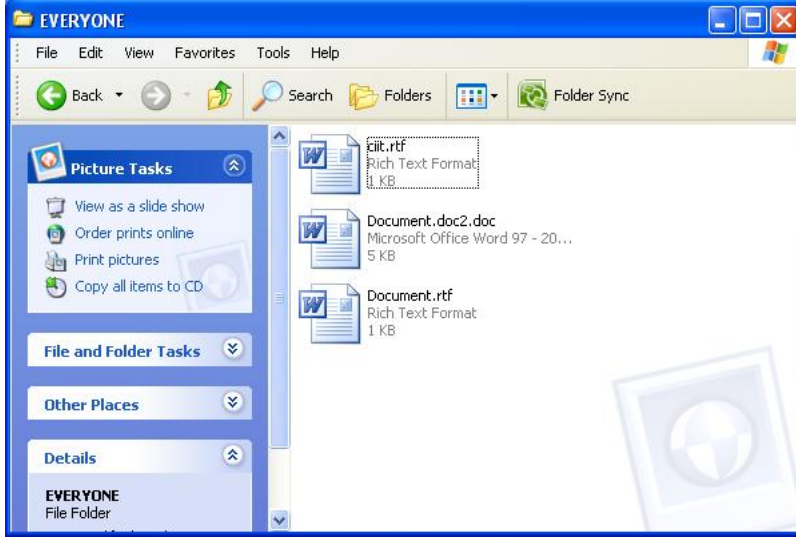 EVERYONE
File Edit View Favorites Tools Help
Back Search Folders Folder Sync
Picture Tasks
View as a slide show
Order prints online
Print pictures
Copy all items to CD
File and Folder Tasks
Other Places
Details
EVERYONE
File Folder
ciit.rtf
Rich Text Format
1 KB
Document.doc2.doc
Microsoft Office Word 97 - 20...
5 KB
Document.rtf
Rich Text Format
1 KB